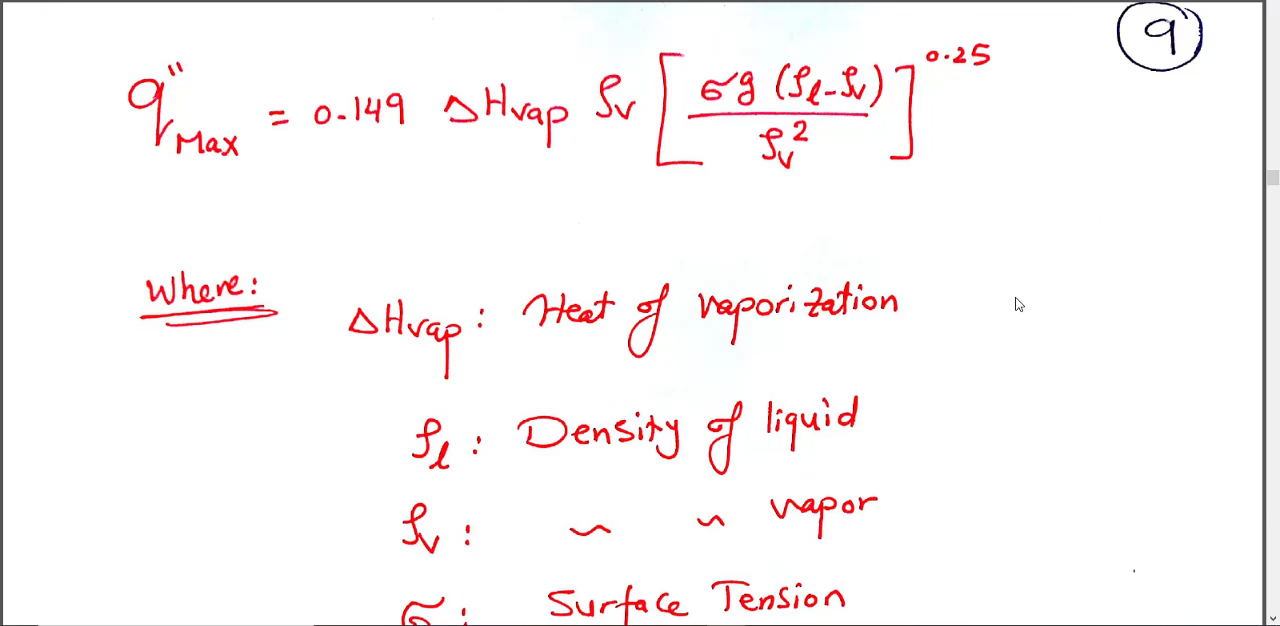 9
q''Max = 0.149 ΔHvap ρv [ σg (ρl - ρv) / ρv² ]^0.25
Where:
ΔHvap : Heat of vaporization
ρl : Density of liquid
ρv : ~ ~ vapor
σ : Surface Tension